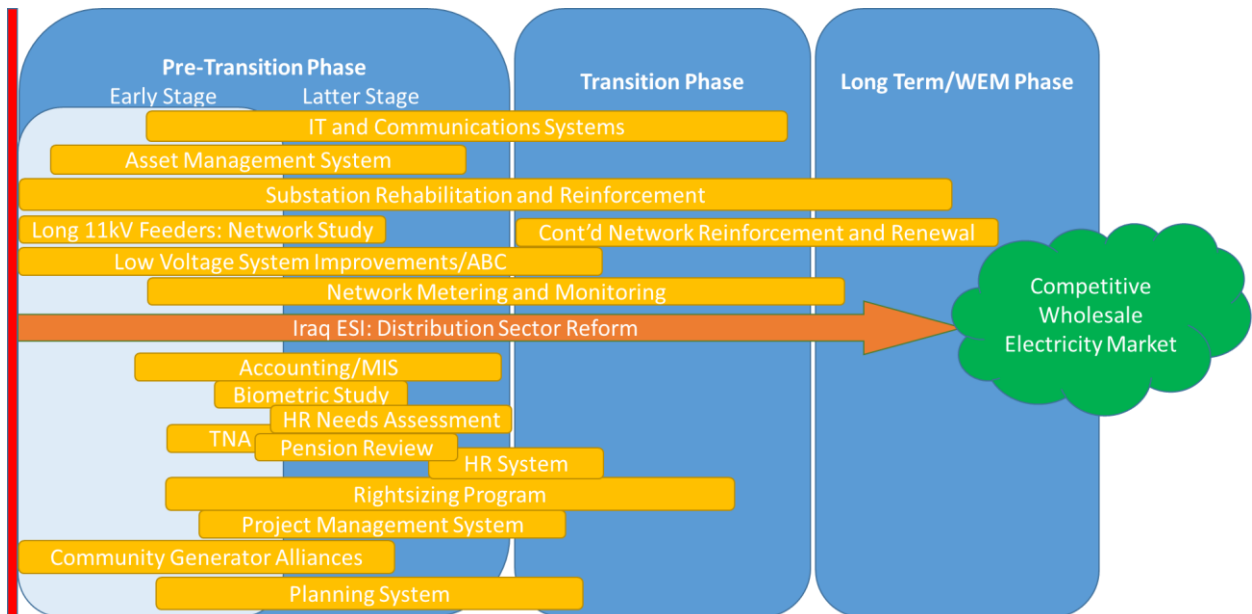 Pre-Transition Phase
Early Stage
Latter Stage
Transition Phase
Long Term/WEM Phase
IT and Communications Systems
Asset Management System
Substation Rehabilitation and Reinforcement
Long 11kV Feeders: Network Study
Cont'd Network Reinforcement and Renewal
Low Voltage System Improvements/ABC
Network Metering and Monitoring
Iraq ESI: Distribution Sector Reform
Competitive
Wholesale
Electricity Market
Accounting/MIS
Biometric Study
HR Needs Assessment
TNA
Pension Review
HR System
Rightsizing Program
Project Management System
Community Generator Alliances
Planning System